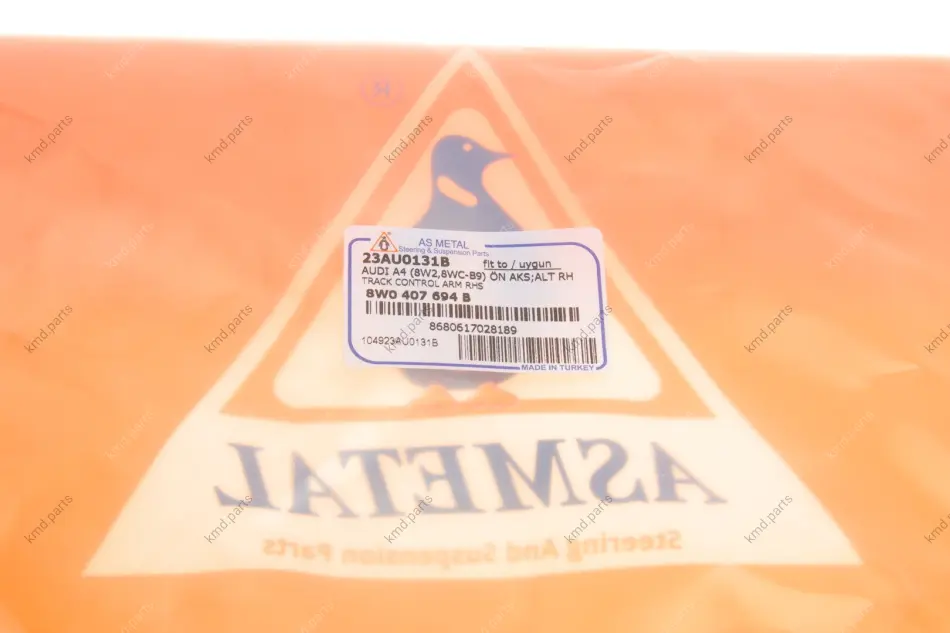 AS METAL
Steering & Suspension Parts
23AU0131B fit to / uygun
AUDI A4 (8W2,8WC-B9) ÖN AKS;ALT RH
TRACK CONTROL ARM RHS
8W0 407 694 B
8680617028189
104923AU0131B
MADE IN TURKEY
ASMETAL
Steering And Suspension Parts
kmd.parts